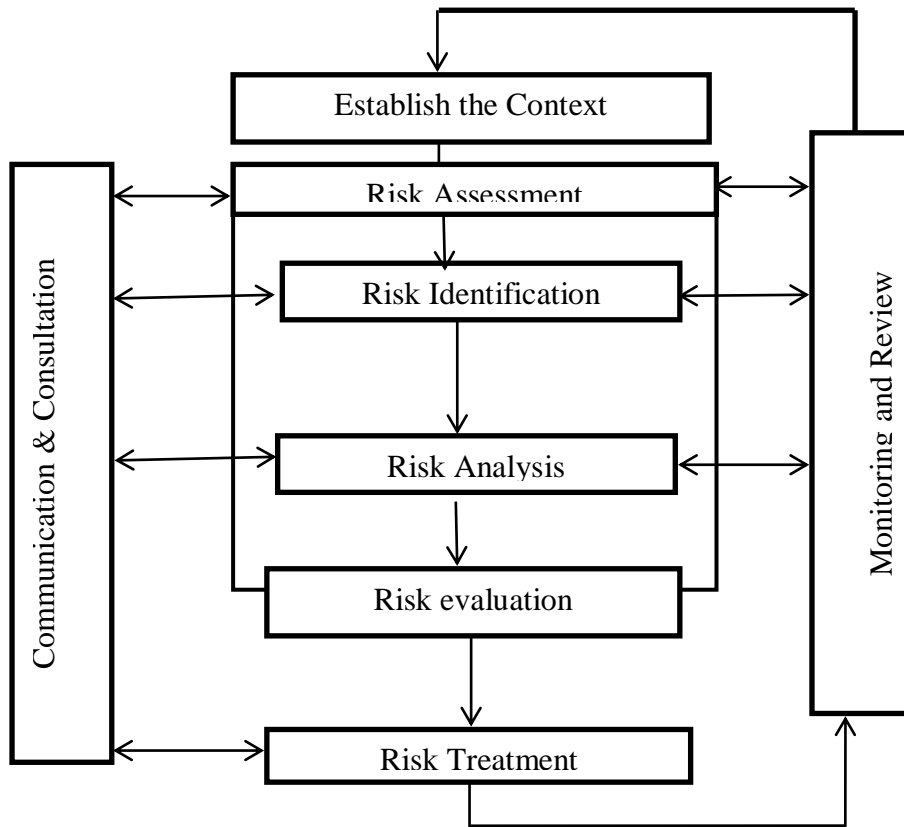 Establish the Context
Risk Assessment
Risk Identification
Risk Analysis
Risk evaluation
Risk Treatment
Communication & Consultation
Monitoring and Review